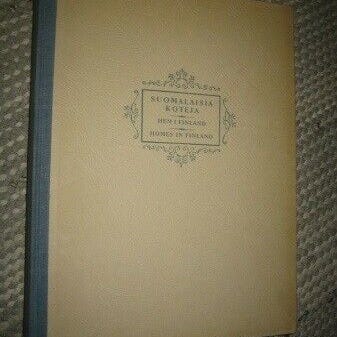 SUOMALAISIA
KOTEJA
HEM I FINLAND
HOMES IN FINLAND